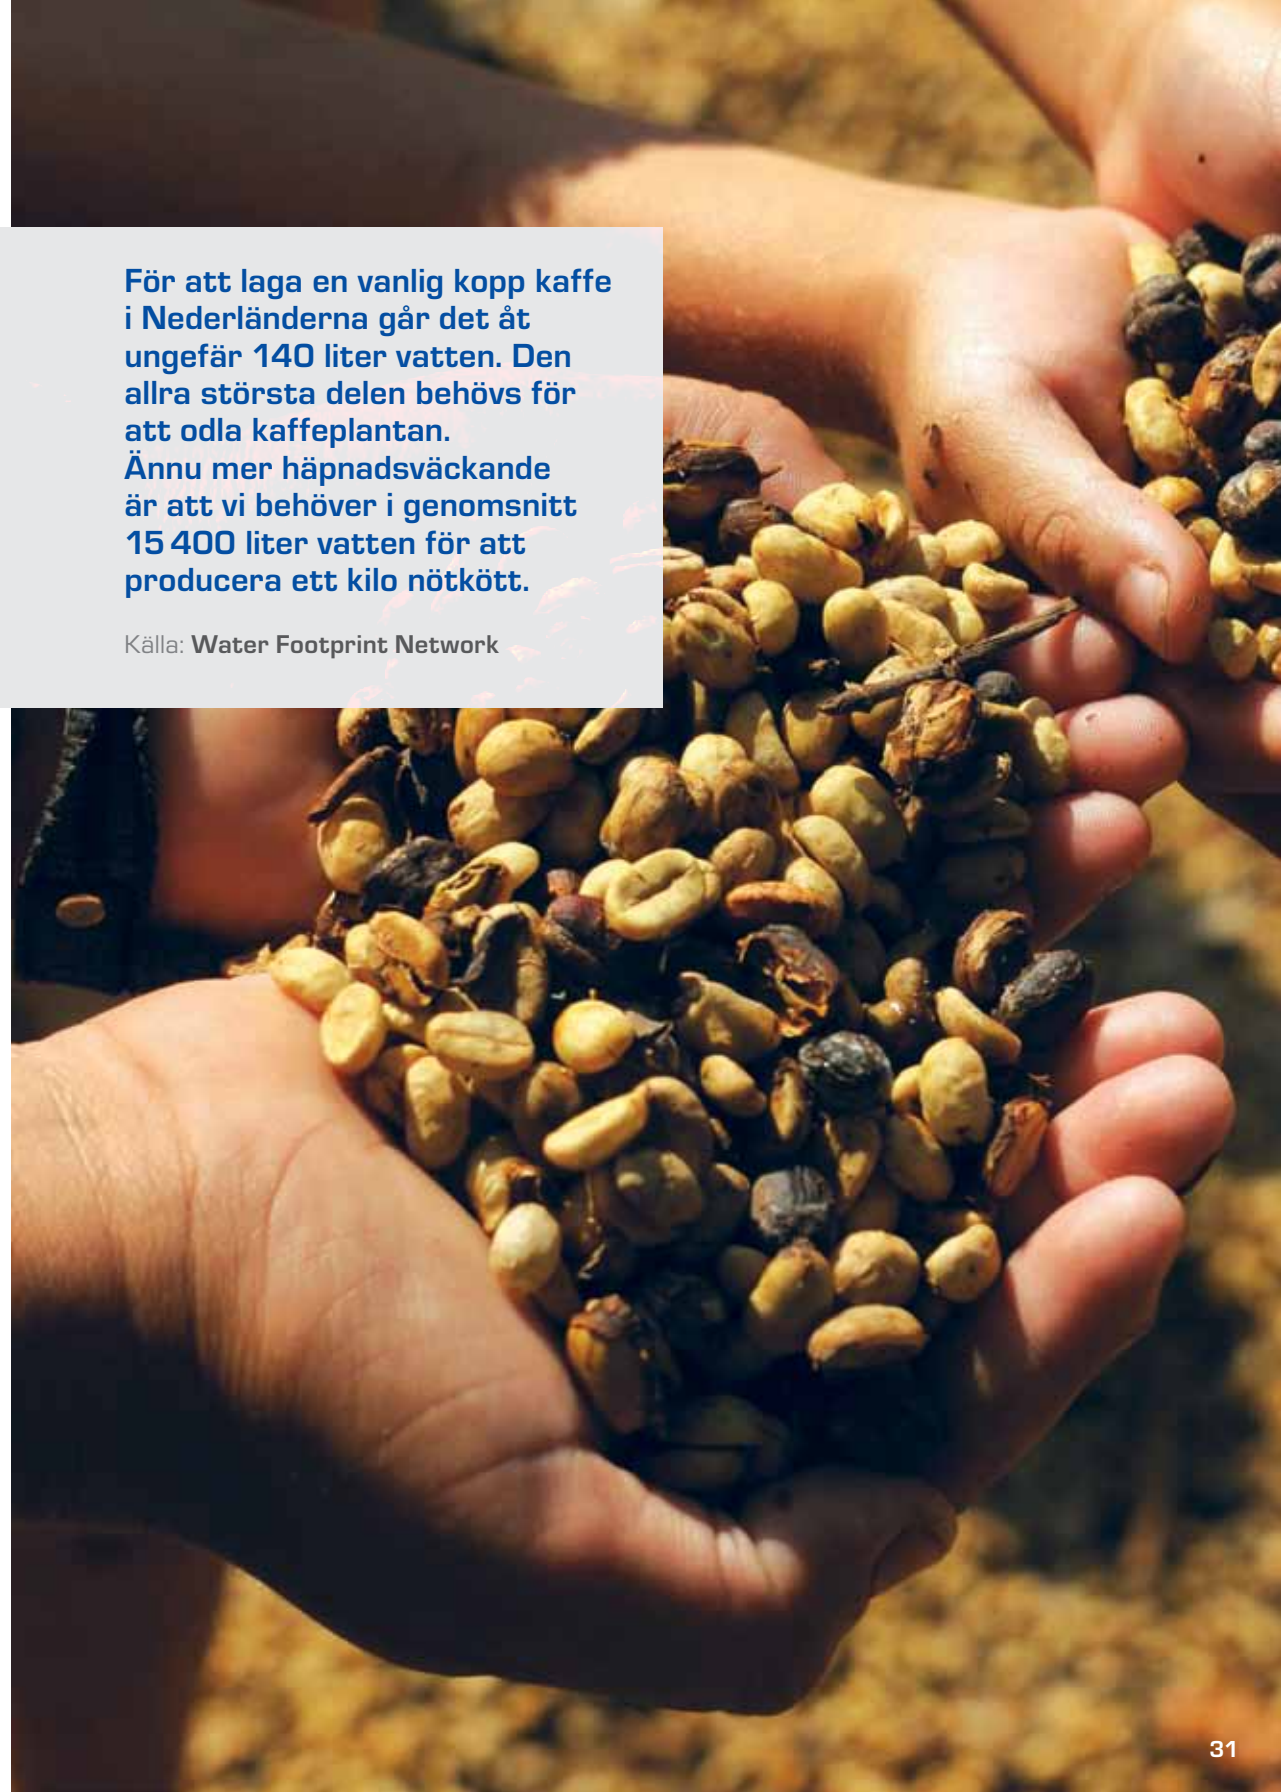 För att laga en vanlig kopp kaffe
i Nederländerna går det åt
ungefär 140 liter vatten. Den
allra största delen behövs för
att odla kaffeplantan.
Ännu mer häpnadsväckande
är att vi behöver i genomsnitt
15 400 liter vatten för att
producera ett kilo nötkött.
Källa: Water Footprint Network
31